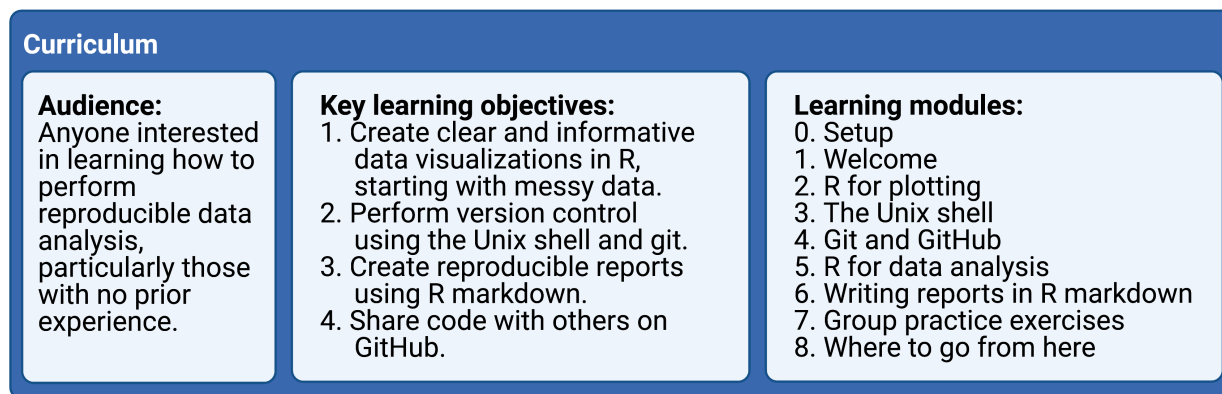 Curriculum
Audience:
Anyone interested
in learning how to
perform
reproducible data
analysis,
particularly those
with no prior
experience.
Key learning objectives:
1. Create clear and informative
data visualizations in R,
starting with messy data.
2. Perform version control
using the Unix shell and git.
3. Create reproducible reports
using R markdown.
4. Share code with others on
GitHub.
Learning modules:
0. Setup
1. Welcome
2. R for plotting
3. The Unix shell
4. Git and GitHub
5. R for data analysis
6. Writing reports in R markdown
7. Group practice exercises
8. Where to go from here